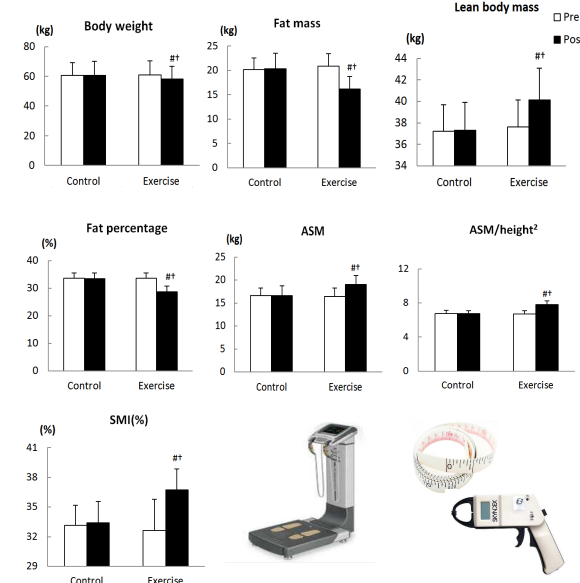 Lean body mass
Body weight
Fat mass
Pre
Pos
(kg)
(kg)
(kg)
#†
#†
#†
80
60
40
20
0
25
20
15
10
5
0
44
42
40
38
36
34
Control
Exercise
Control
Exercise
Control
Exercise
Fat percentage
ASM
ASM/height²
(%)
(kg)
#†
#†
#†
40
30
20
10
0
25
20
15
10
5
0
12
8
4
0
Control
Exercise
Control
Exercise
Control
Exercise
SMI(%)
(%)
#†
41
38
35
32
29
Control
Exercise
SKYNDEX